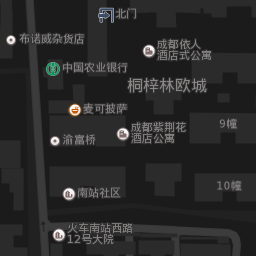 北门
布诺威杂货店
成都依人
酒店式公寓
中国农业银行
桐梓林欧城
麦可披萨
成都紫荆花
酒店公寓
9幢
渝富桥
10幢
南站社区
火车南站西路
12号大院